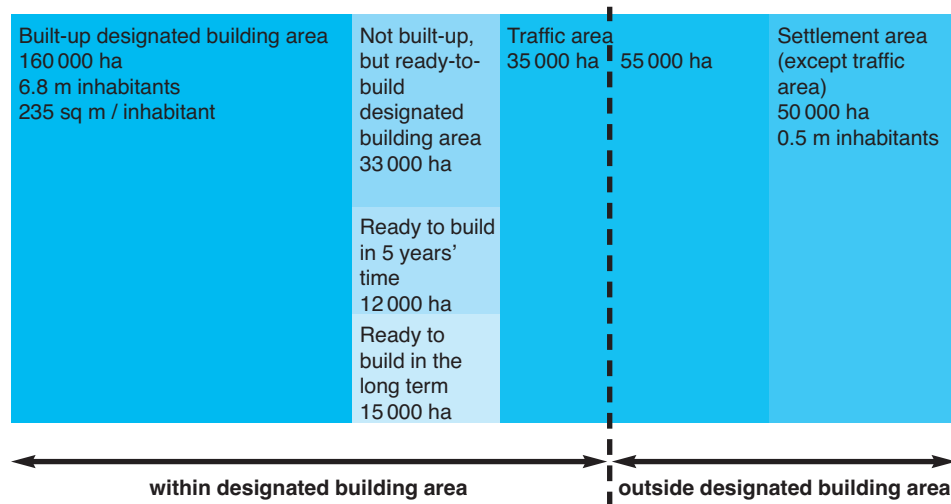 Built-up designated building area
160 000 ha
6.8 m inhabitants
235 sq m / inhabitant
Not built-up,
but ready-to-
build
designated
building area
33 000 ha
Ready to build
in 5 years’
time
12 000 ha
Ready to
build in the
long term
15 000 ha
Traffic area
35 000 ha
55 000 ha
Settlement area
(except traffic
area)
50 000 ha
0.5 m inhabitants
within designated building area
outside designated building area